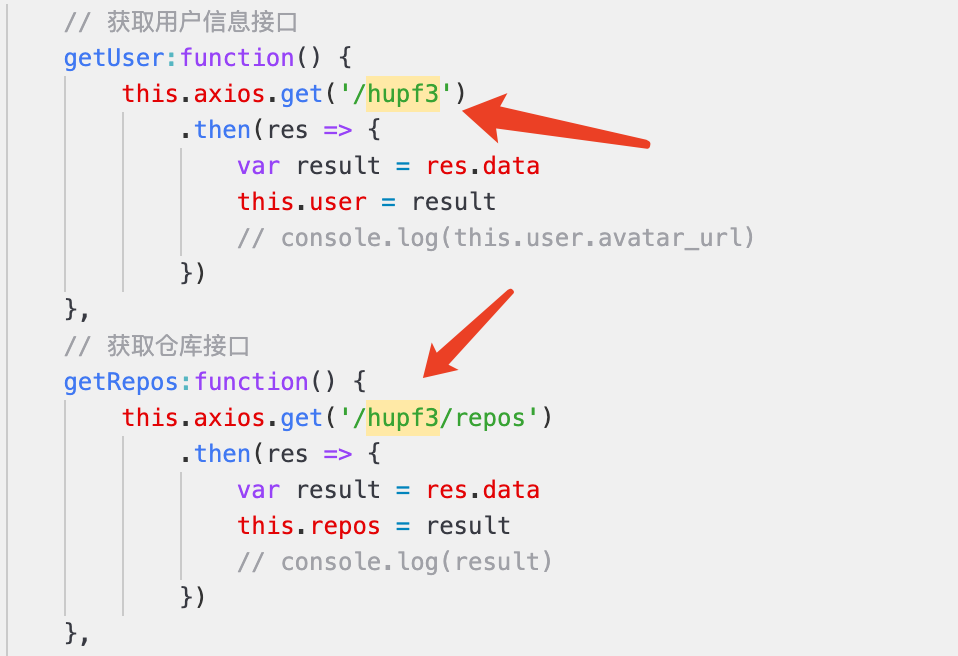 // 获取用户信息接口
getUser:function() {
this.axios.get('/hupf3')
.then(res => {
var result = res.data
this.user = result
// console.log(this.user.avatar_url)
})
},
// 获取仓库接口
getRepos:function() {
this.axios.get('/hupf3/repos')
.then(res => {
var result = res.data
this.repos = result
// console.log(result)
})
},